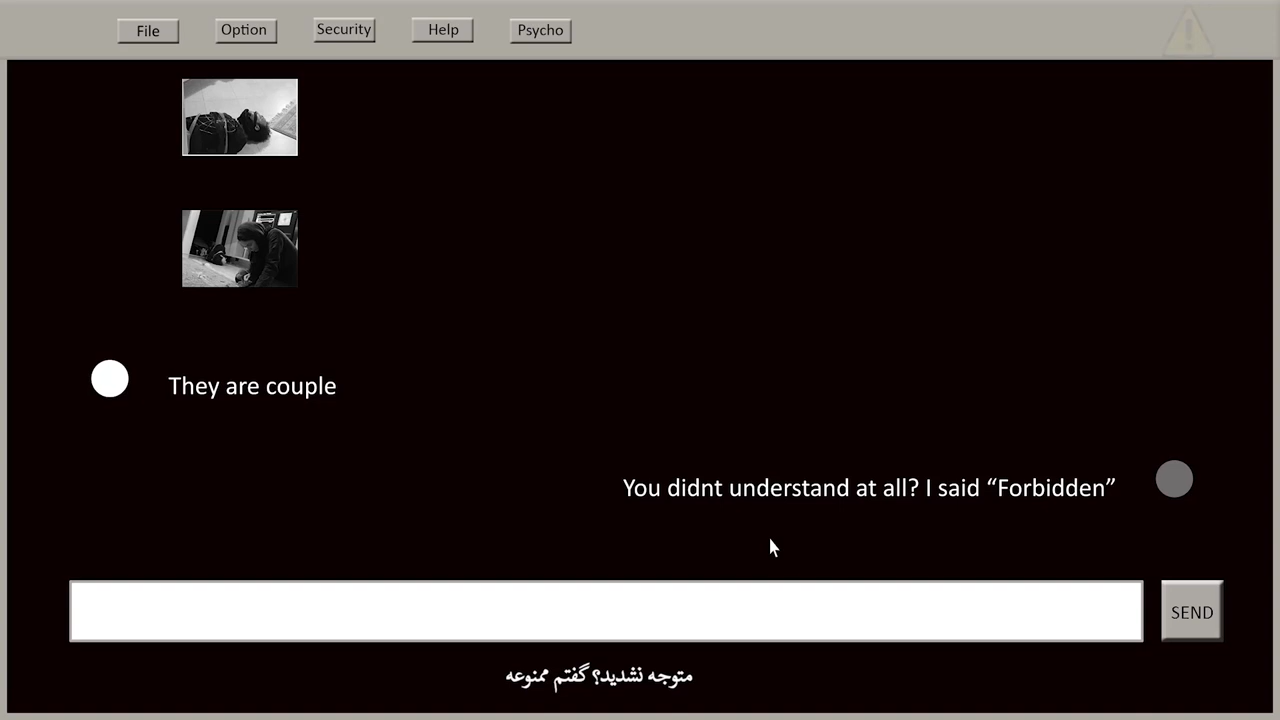 File
Option
Security
Help
Psycho
They are couple
You didnt understand at all? I said “Forbidden”
SEND
متوجه نشدید؟ گفتم ممنوعه